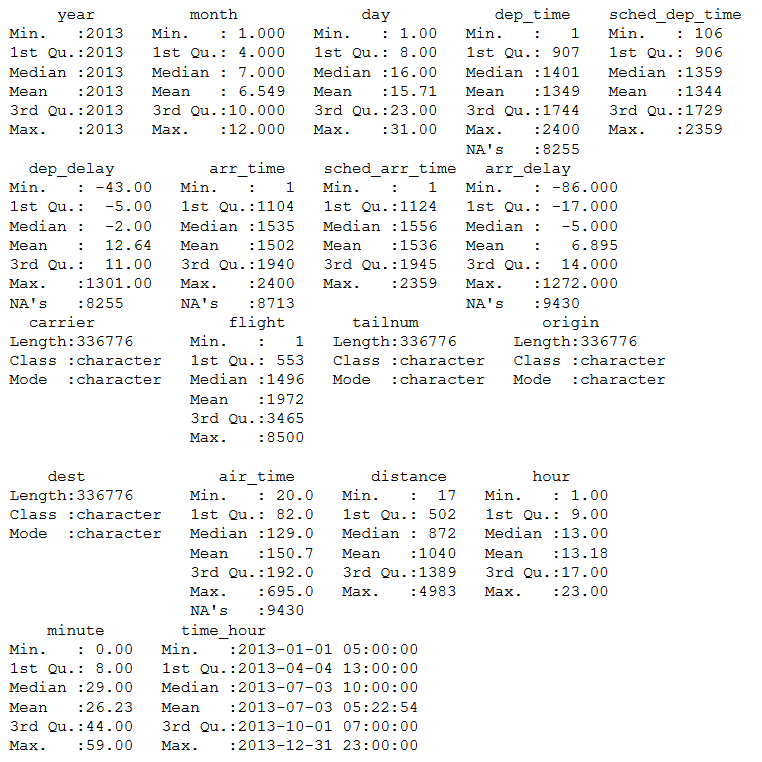 year          month             day           dep_time    sched_dep_time
 Min.   :2013   Min.   : 1.000   Min.   : 1.00   Min.   :   1   Min.   : 106
 1st Qu.:2013   1st Qu.: 4.000   1st Qu.: 8.00   1st Qu.: 907   1st Qu.: 906
 Median :2013   Median : 7.000   Median :16.00   Median :1401   Median :1359
 Mean   :2013   Mean   : 6.549   Mean   :15.71   Mean   :1349   Mean   :1344
 3rd Qu.:2013   3rd Qu.:10.000   3rd Qu.:23.00   3rd Qu.:1744   3rd Qu.:1729
 Max.   :2013   Max.   :12.000   Max.   :31.00   Max.   :2400   Max.   :2359
                                                 NA's   :8255
   dep_delay          arr_time    sched_arr_time   arr_delay
 Min.   : -43.00   Min.   :   1   Min.   :   1   Min.   : -86.000
 1st Qu.:  -5.00   1st Qu.:1104   1st Qu.:1124   1st Qu.: -17.000
 Median :  -2.00   Median :1535   Median :1556   Median :  -5.000
 Mean   :  12.64   Mean   :1502   Mean   :1536   Mean   :   6.895
 3rd Qu.:  11.00   3rd Qu.:1940   3rd Qu.:1945   3rd Qu.:  14.000
 Max.   :1301.00   Max.   :2400   Max.   :2359   Max.   :1272.000
 NA's   :8255      NA's   :8713                  NA's   :9430
   carrier              flight       tailnum             origin
 Length:336776      Min.   :   1   Length:336776      Length:336776
 Class :character   1st Qu.: 553   Class :character   Class :character
 Mode  :character   Median :1496   Mode  :character   Mode  :character
                    Mean   :1972
                    3rd Qu.:3465
                    Max.   :8500
     dest              air_time        distance         hour
 Length:336776      Min.   : 20.0   Min.   :  17   Min.   : 1.00
 Class :character   1st Qu.: 82.0   1st Qu.: 502   1st Qu.: 9.00
 Mode  :character   Median :129.0   Median : 872   Median :13.00
                    Mean   :150.7   Mean   :1040   Mean   :13.18
                    3rd Qu.:192.0   3rd Qu.:1389   3rd Qu.:17.00
                    Max.   :695.0   Max.   :4983   Max.   :23.00
                    NA's   :9430
     minute        time_hour
 Min.   : 0.00   Min.   :2013-01-01 05:00:00
 1st Qu.: 8.00   1st Qu.:2013-04-04 13:00:00
 Median :29.00   Median :2013-07-03 10:00:00
 Mean   :26.23   Mean   :2013-07-03 05:22:54
 3rd Qu.:44.00   3rd Qu.:2013-10-01 07:00:00
 Max.   :59.00   Max.   :2013-12-31 23:00:00